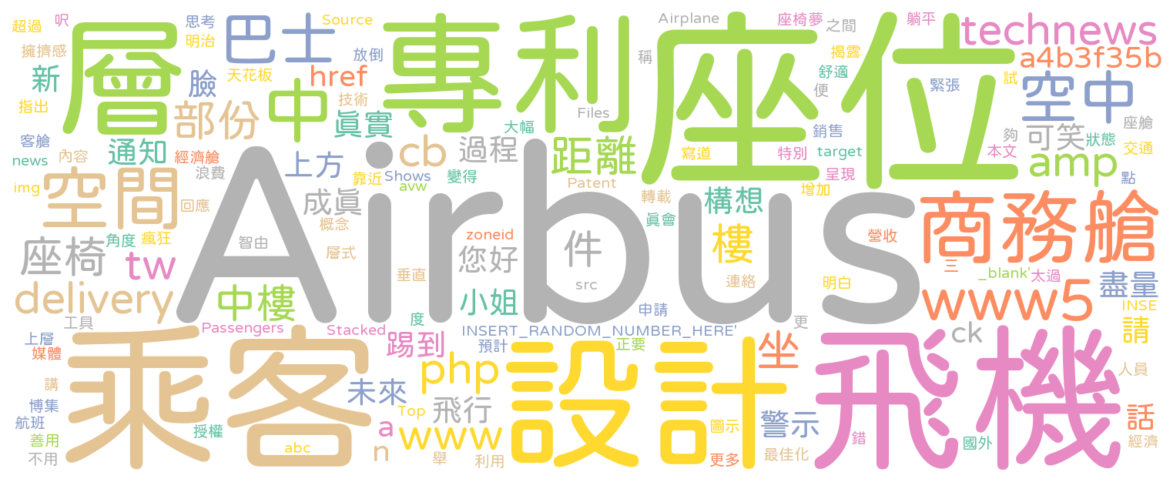 超過
呎
思考
明治
Source
擁擠感
天花板
放倒
巴士
層
新
臉
href
指出
部份
中
技術
專利
座位
Files
大幅
Airplane
稱
座椅夢
之間
便
揭露
舒適
躺平
緊張
試
technews
a4b3f35b
空中
座艙
夠
可笑
狀態
本文
交通
客艙
通知
眞實
news
內容
經濟艙
上方
Shows
cb
過程
距離
寫道
特別
銷售
target
呈現
增加
amp
點
img
空間
浪費
回應
靠近
avw
變得
成眞
概念
Patent
轉載
眞會
構想
商務艙
角度
瘋狂
座椅
tw
智由
層式
Airbus
zoneid
您好
件
src
樓
營收
三
_blank'
太過
盡量
delivery
中樓
垂直
小姐
連絡
明白
www5
INSE
請
工具
Passengers
Stacked
度
INSERT_RANDOM_NUMBER_HERE'
申請
更
ck
上層
媒體
乘客
踢到
預計
正要
坐
設計
飛機
人員
講
博集
航班
善用
不用
授權
abc
未來
a
n
Top
php
www
飛行
舉
利用
更多
圖示
警示
最佳化
錯
國外
話
經濟